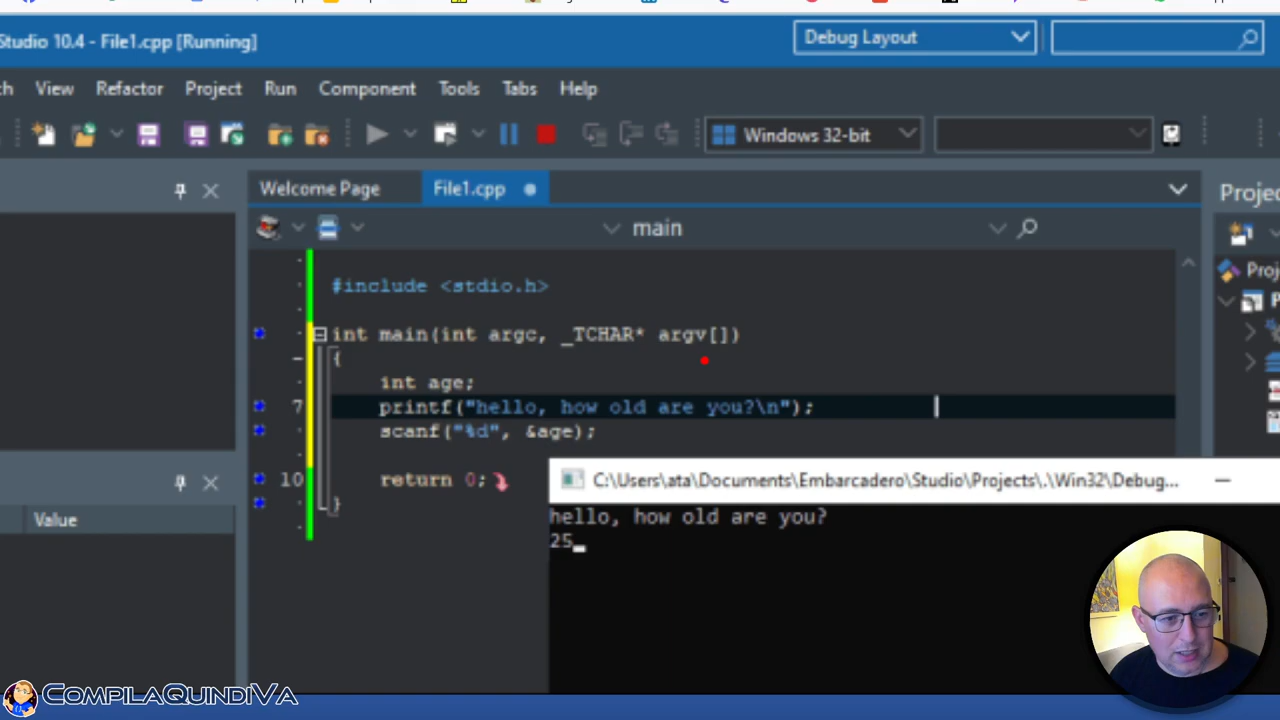 Studio 10.4 - File1.cpp [Running]
Debug Layout
View Refactor Project Run Component Tools Tabs Help
Windows 32-bit
Welcome Page
File1.cpp
main
#include <stdio.h>
int main(int argc, _TCHAR* argv[])
{
int age;
7 printf("hello, how old are you?\n");
scanf("%d", &age);
10 return 0;
}
Value
C:\Users\ata\Documents\Embarcadero\Studio\Projects\.\Win32\Debug...
hello, how old are you?
25
CompilaQuindiVa